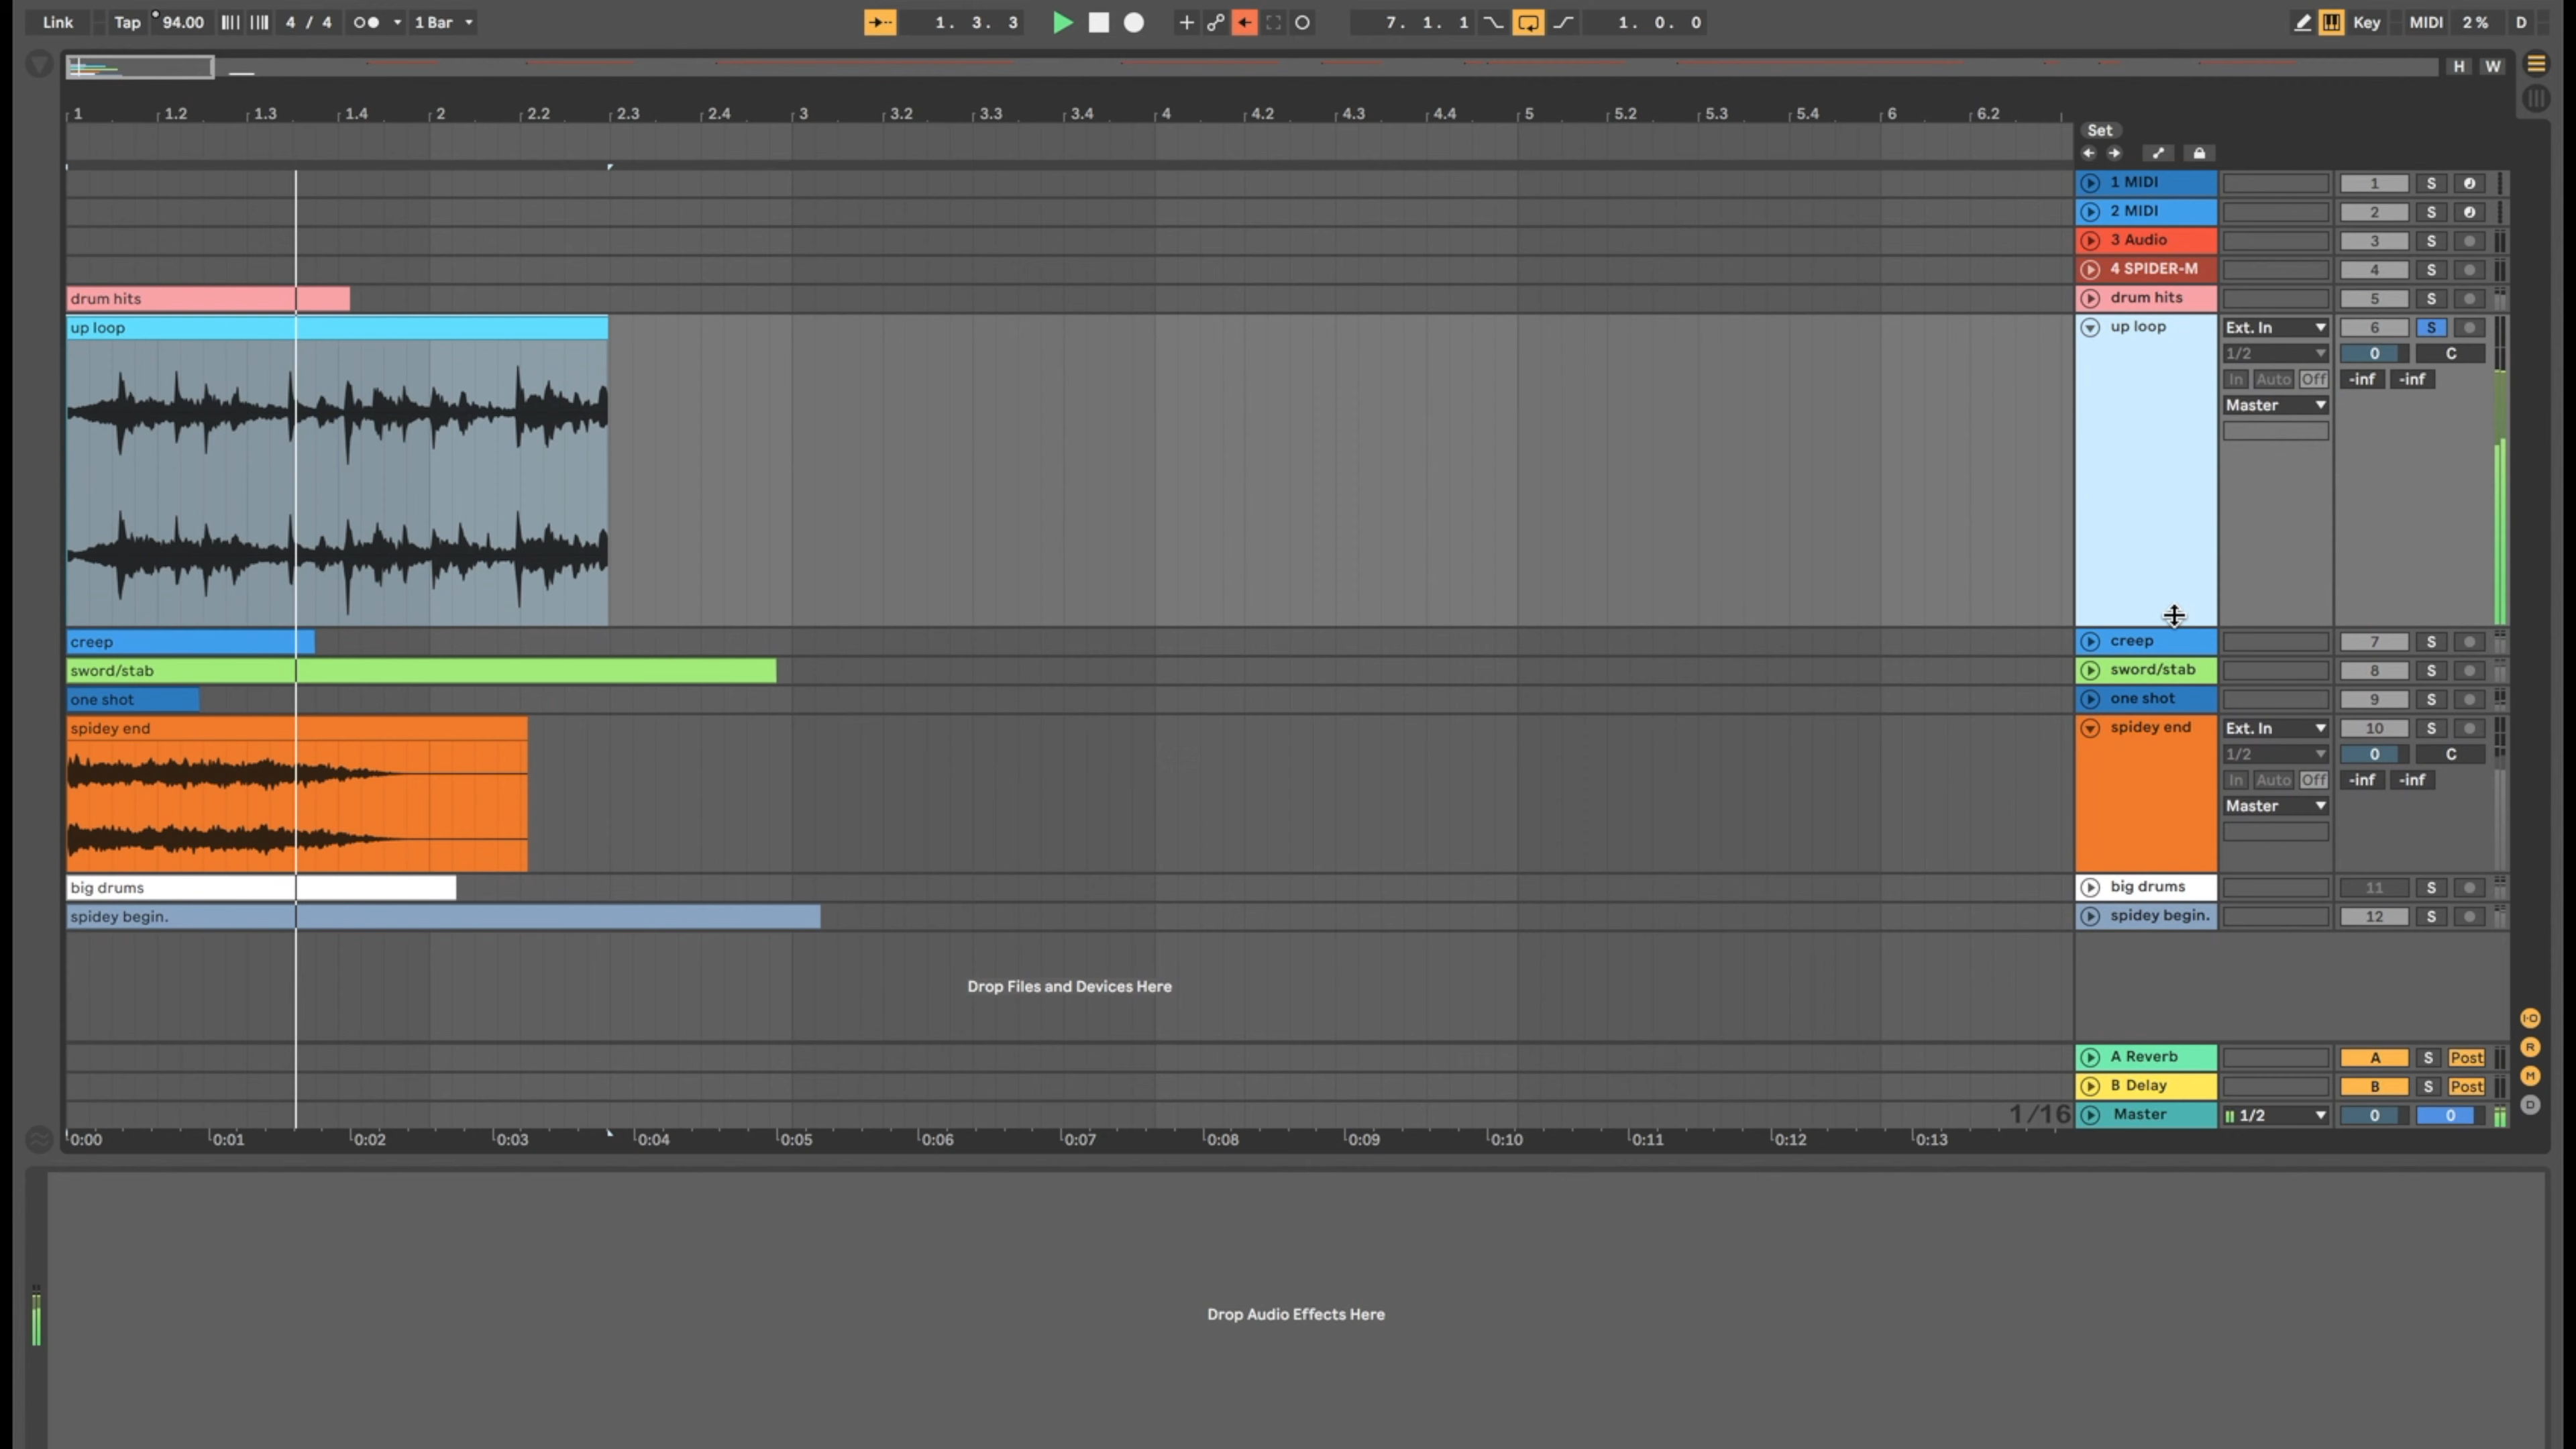 Link Tap 94.00 4 / 4 1 Bar 1. 3. 3 7. 1. 1 1. 0. 0 Key MIDI 2 % D
H W
1 1.2 1.3 1.4 2 2.2 2.3 2.4 3 3.2 3.3 3.4 4 4.2 4.3 4.4 5 5.2 5.3 5.4 6 6.2
Set
1 MIDI 1 S
2 MIDI 2 S
3 Audio 3 S
4 SPIDER-M 4 S
drum hits drum hits 5 S
up loop up loop Ext. In 6 S
1/2 0 C
In Auto Off -inf -inf
Master
creep creep 7 S
sword/stab sword/stab 8 S
one shot one shot 9 S
spidey end spidey end Ext. In 10 S
1/2 0 C
In Auto Off -inf -inf
Master
big drums big drums 11 S
spidey begin. spidey begin. 12 S
Drop Files and Devices Here
I·O
R
M
D
A Reverb A S Post
B Delay B S Post
1/16 Master 1/2 0 0
0:00 0:01 0:02 0:03 0:04 0:05 0:06 0:07 0:08 0:09 0:10 0:11 0:12 0:13
Drop Audio Effects Here